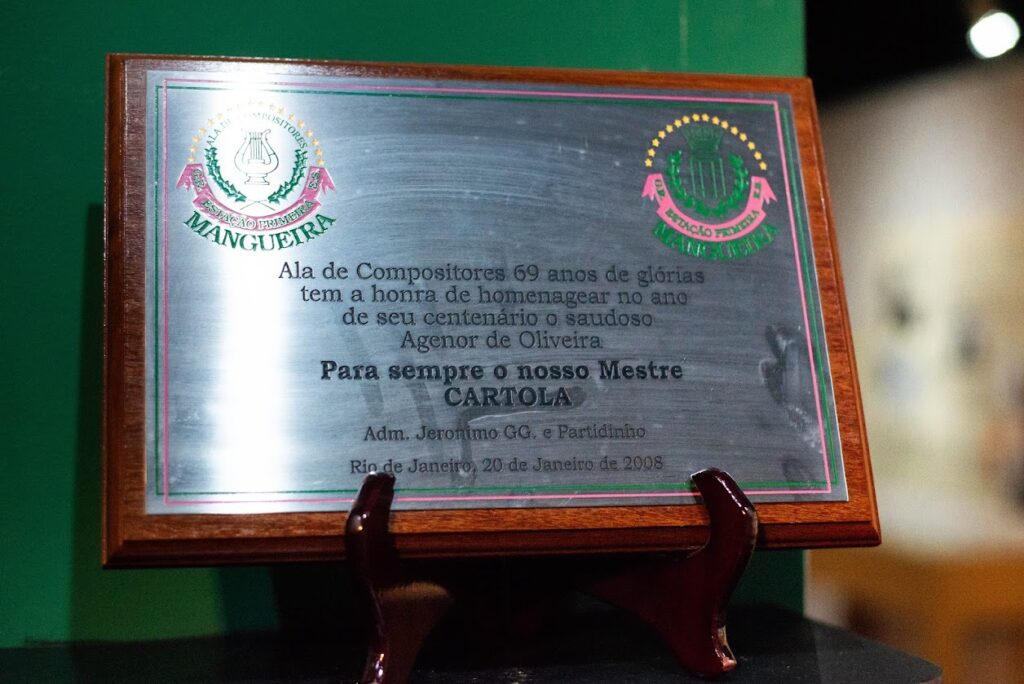 ALA DE COMPOSITORES
G.R. ESTAÇÃO PRIMEIRA E.S
MANGUEIRA
G.R. ESTAÇÃO PRIMEIRA E.S
MANGUEIRA
Ala de Compositores 69 anos de glórias
tem a honra de homenagear no ano
de seu centenário o saudoso
Agenor de Oliveira
Para sempre o nosso Mestre
CARTOLA
Adm. Jeronimo GG. e Partidinho
Rio de Janeiro, 20 de Janeiro de 2008